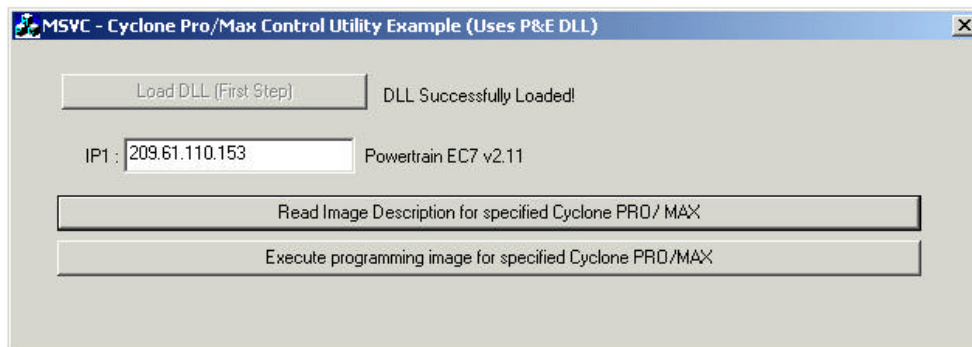 MSVC - Cyclone Pro/Max Control Utility Example (Uses P&E DLL)
Load DLL (First Step) DLL Successfully Loaded!
IP1 : 209.61.110.153 Powertrain EC7 v2.11
Read Image Description for specified Cyclone PRO/ MAX
Execute programming image for specified Cyclone PRO/MAX